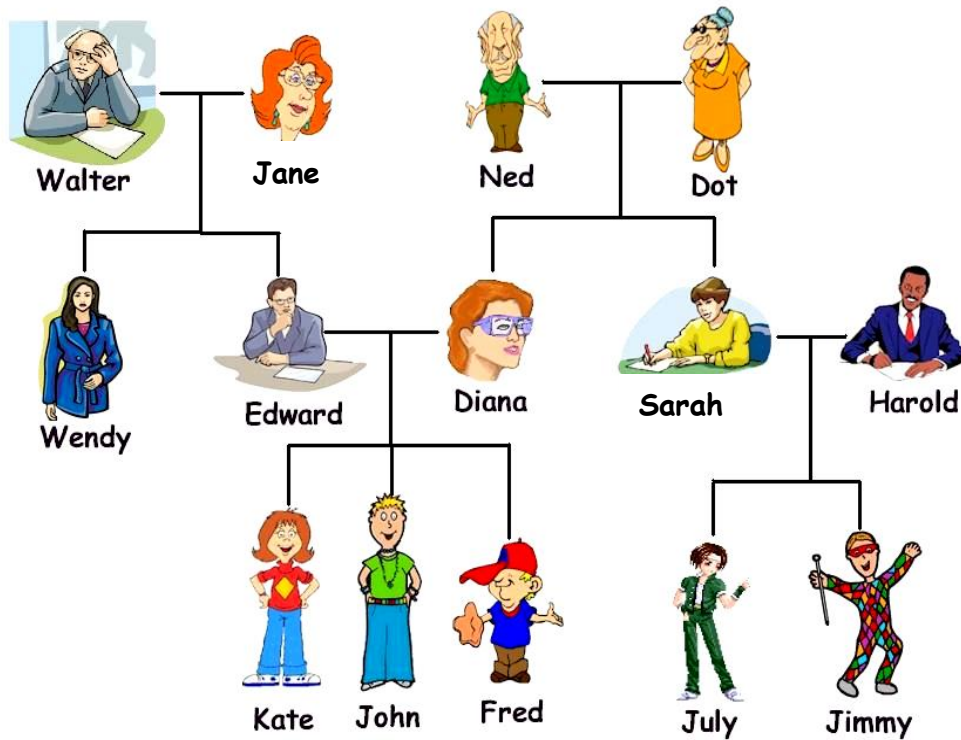 Walter
Jane
Ned
Dot
Wendy
Edward
Diana
Sarah
Harold
Kate
John
Fred
July
Jimmy